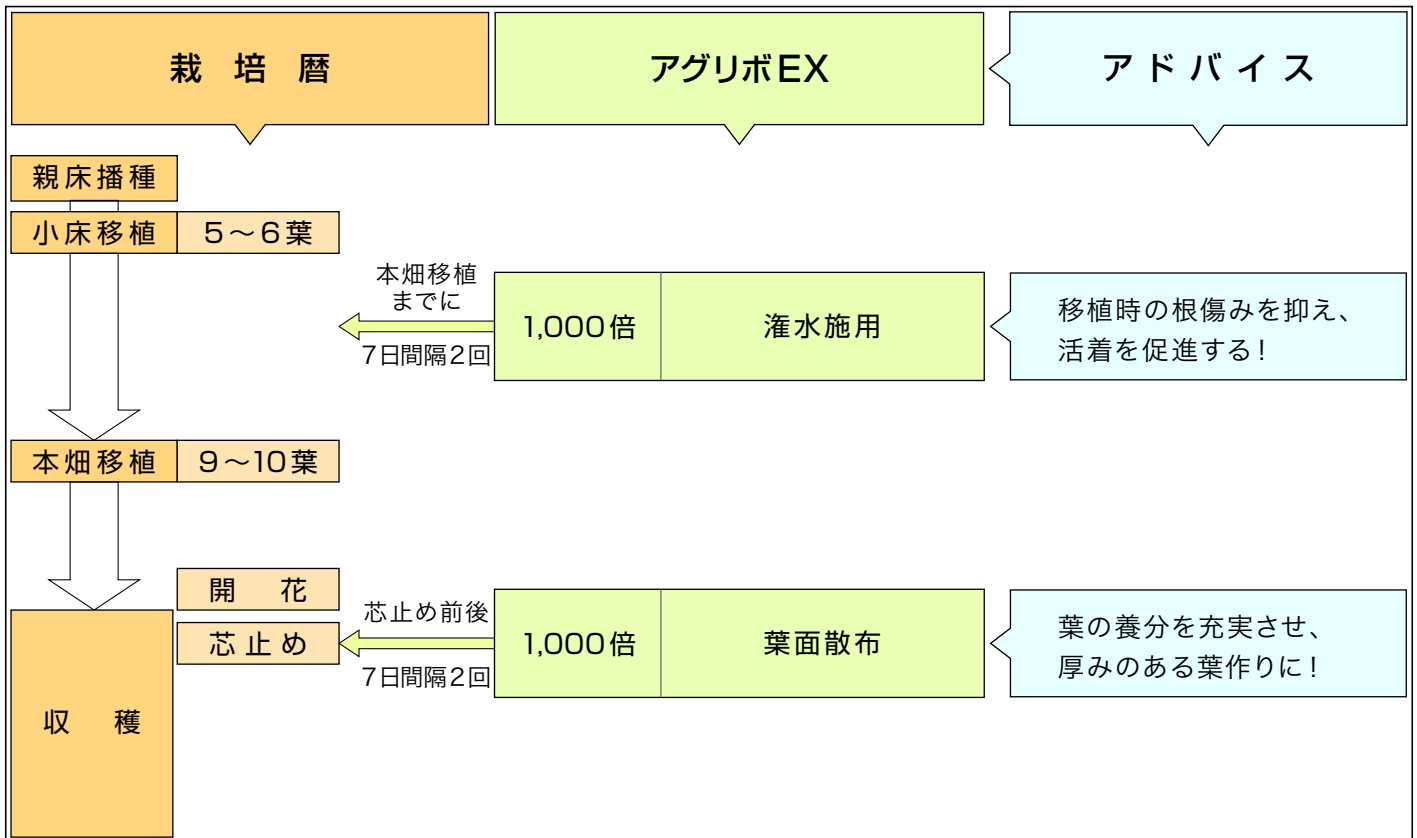 栽培暦
アグリボEX
アドバイス
親床播種
小床移植
5～6葉
本畑移植
までに
7日間隔2回
1,000倍
潅水施用
移植時の根傷みを抑え、
活着を促進する！
本畑移植
9～10葉
開花
芯止め
芯止め前後
7日間隔2回
1,000倍
葉面散布
葉の養分を充実させ、
厚みのある葉作りに！
収穫